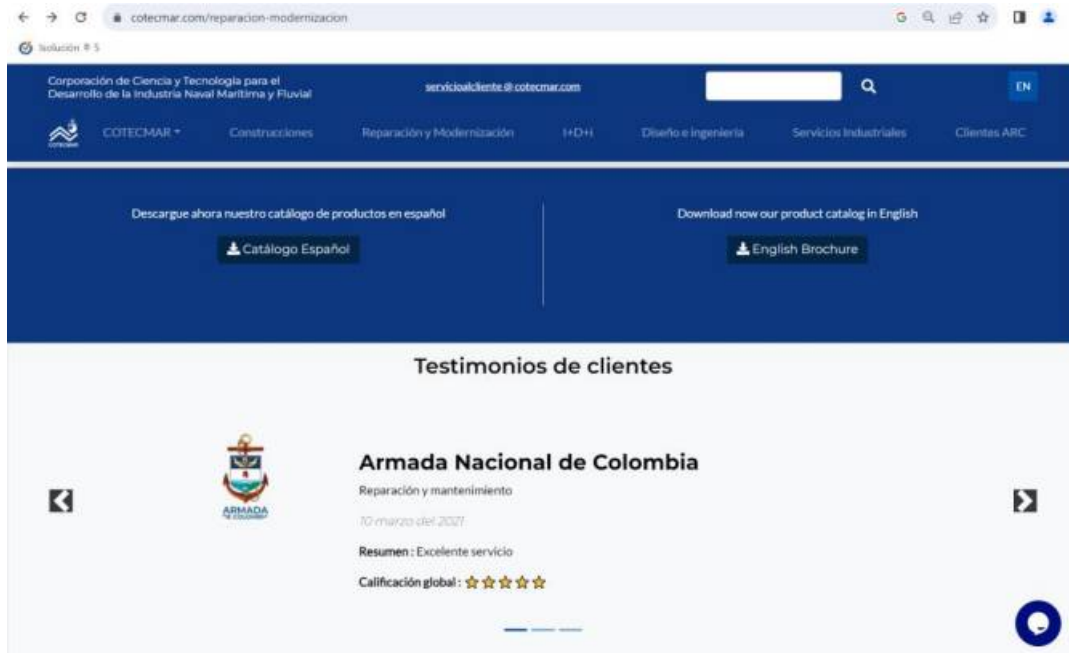 cotecmar.com/reparacion-modernizacion
Corporación de Ciencia y Tecnología para el
Desarrollo de la Industria Naval Marítima y Fluvial
servicioalcliente@cotecmar.com
EN
COTECMAR
COTECMAR
Construcciones
Reparación y Modernización
I+D+i
Diseño e ingeniería
Servicios Industriales
Clientes ARC
Descargue ahora nuestro catálogo de productos en español
Catálogo Español
Download now our product catalog in English
English Brochure
Testimonios de clientes
ARMADA
DE COLOMBIA
Armada Nacional de Colombia
Reparación y mantenimiento
10 marzo del 2021
Resumen : Excelente servicio
Calificación global :